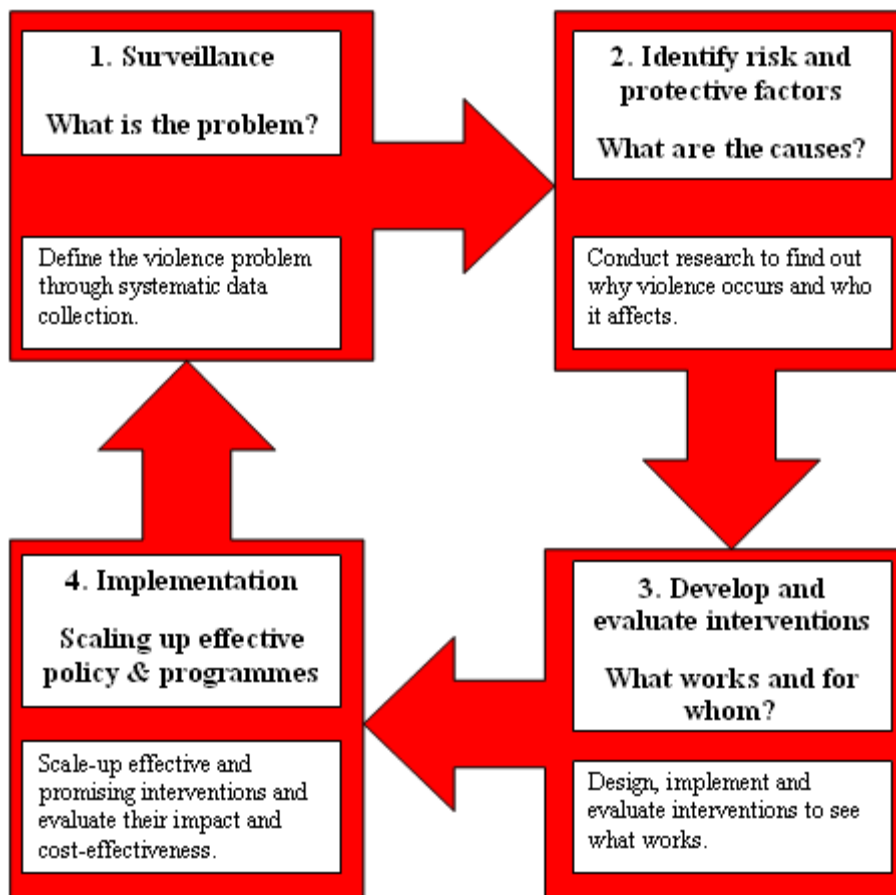 1. Surveillance
What is the problem?
Define the violence problem
through systematic data
collection.
2. Identify risk and
protective factors
What are the causes?
Conduct research to find out
why violence occurs and who
it affects.
3. Develop and
evaluate interventions
What works and for
whom?
Design, implement and
evaluate interventions to see
what works.
4. Implementation
Scaling up effective
policy & programmes
Scale-up effective and
promising interventions and
evaluate their impact and
cost-effectiveness.